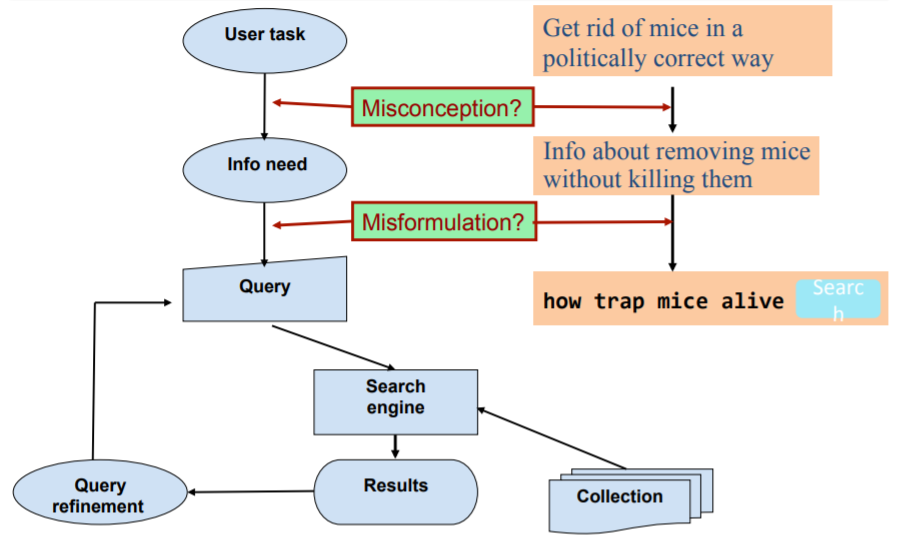 User task
Get rid of mice in a
politically correct way
Misconception?
Info need
Info about removing mice
without killing them
Misformulation?
Query
how trap mice alive
Searc
h
Search
engine
Query
refinement
Results
Collection